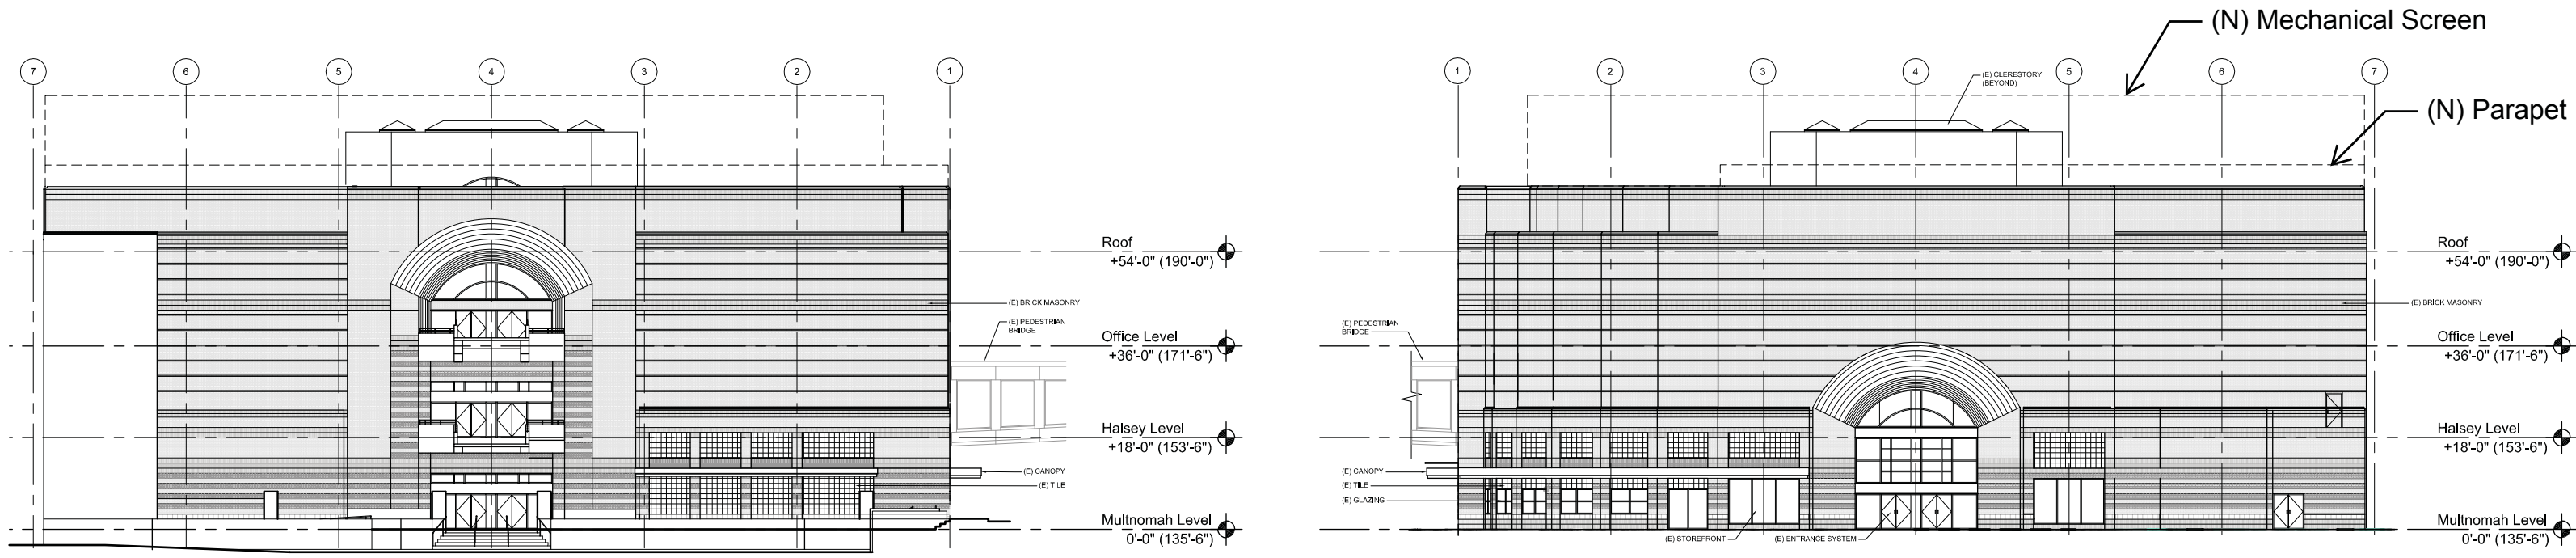 (N) Mechanical Screen
(N) Parapet
7 6 5 4 3 2 1
1 2 3 4 5 6 7
(E) CLERESTORY
(BEYOND)
Roof
+54'-0" (190'-0")
(E) BRICK MASONRY
(E) PEDESTRIAN
BRIDGE
Office Level
+36'-0" (171'-6")
Halsey Level
+18'-0" (153'-6")
(E) CANOPY
(E) TILE
Multnomah Level
0'-0" (135'-6")
Roof
+54'-0" (190'-0")
(E) BRICK MASONRY
(E) PEDESTRIAN
BRIDGE
Office Level
+36'-0" (171'-6")
Halsey Level
+18'-0" (153'-6")
(E) CANOPY
(E) TILE
(E) GLAZING
(E) STOREFRONT
(E) ENTRANCE SYSTEM
Multnomah Level
0'-0" (135'-6")